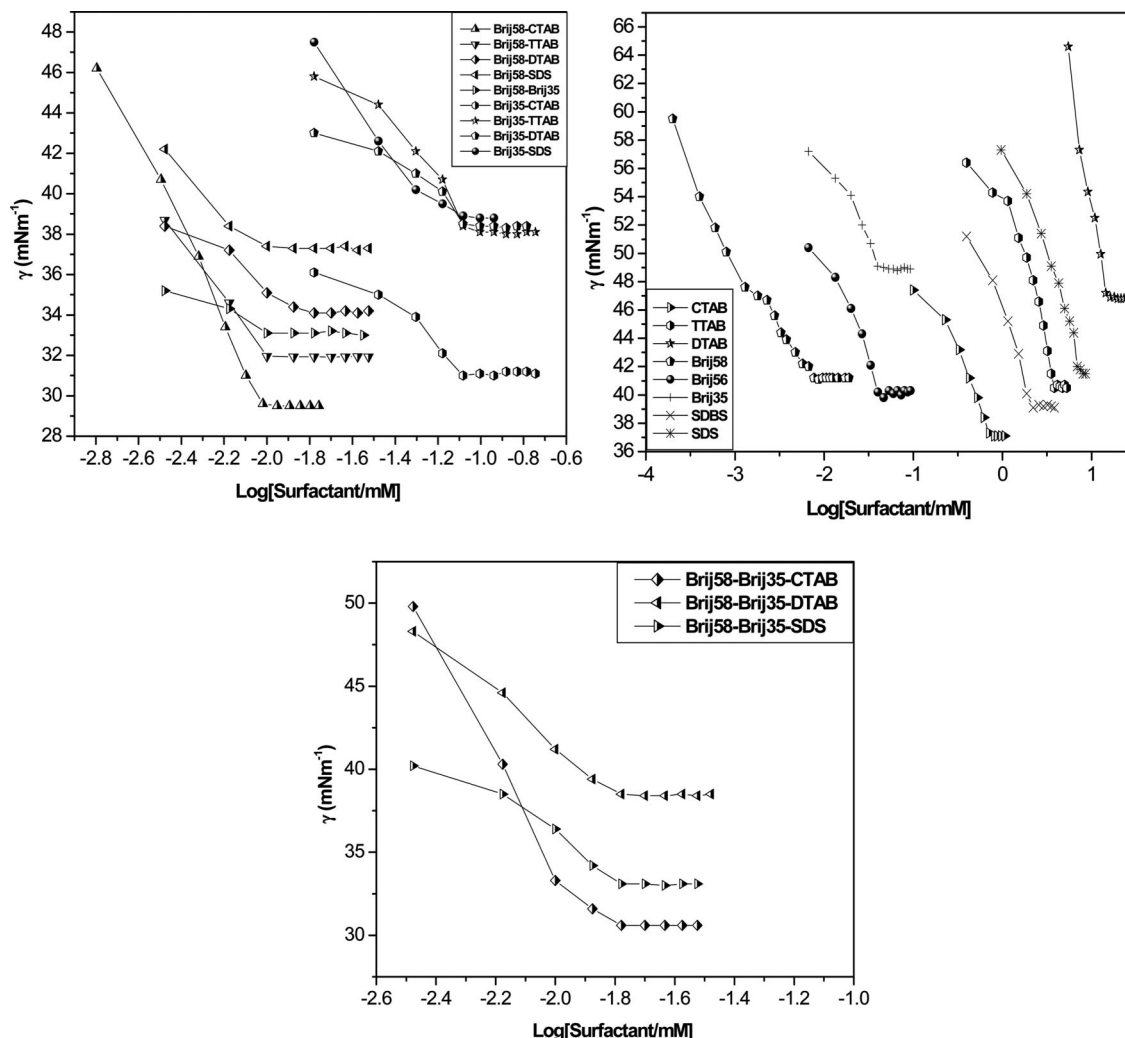 48
46
44
42
40
38
36
34
32
30
28
γ (mNm⁻¹)
-2.8 -2.6 -2.4 -2.2 -2.0 -1.8 -1.6 -1.4 -1.2 -1.0 -0.8 -0.6
Log[Surfactant/mM]
Brij58-CTAB
Brij58-TTAB
Brij58-DTAB
Brij58-SDS
Brij58-Brij35
Brij35-CTAB
Brij35-TTAB
Brij35-DTAB
Brij35-SDS
66
64
62
60
58
56
54
52
50
48
46
44
42
40
38
36
γ (mNm⁻¹)
-4 -3 -2 -1 0 1
Log[Surfactant/mM]
CTAB
TTAB
DTAB
Brij58
Brij56
Brij35
SDBS
SDS
50
45
40
35
30
γ (mNm⁻¹)
-2.6 -2.4 -2.2 -2.0 -1.8 -1.6 -1.4 -1.2 -1.0
Log[Surfactant/mM]
Brij58-Brij35-CTAB
Brij58-Brij35-DTAB
Brij58-Brij35-SDS